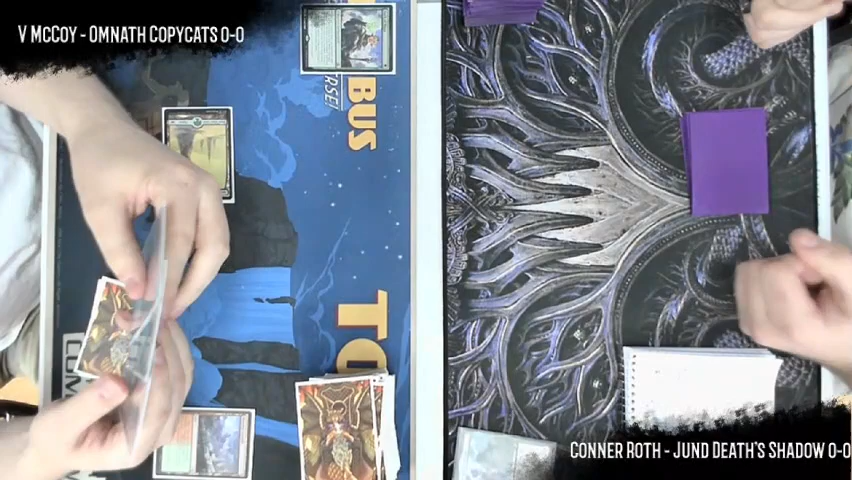 V McCoy - Omnath Copycats 0-0
BUS
TO
Conner Roth - Jund Death's Shadow 0-0